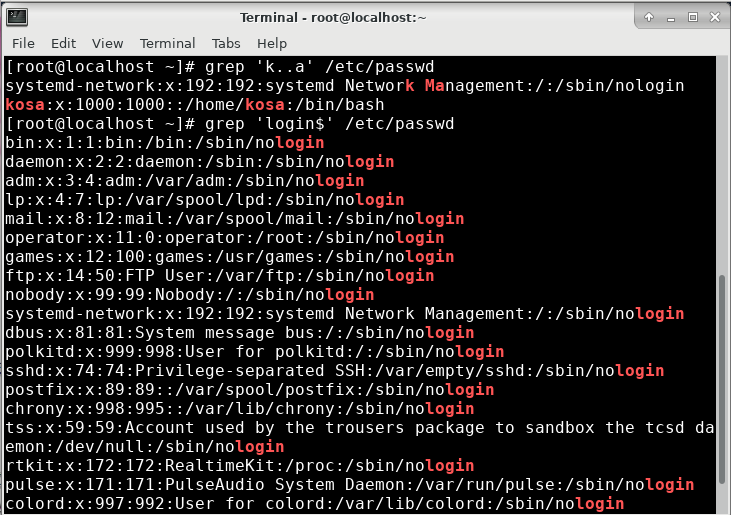 Terminal - root@localhost:~
File Edit View Terminal Tabs Help
[root@localhost ~]# grep 'k..a' /etc/passwd
systemd-network:x:192:192:systemd Network Management:/:/sbin/nologin
kosa:x:1000:1000::/home/kosa:/bin/bash
[root@localhost ~]# grep 'login$' /etc/passwd
bin:x:1:1:bin:/bin:/sbin/nologin
daemon:x:2:2:daemon:/sbin:/sbin/nologin
adm:x:3:4:adm:/var/adm:/sbin/nologin
lp:x:4:7:lp:/var/spool/lpd:/sbin/nologin
mail:x:8:12:mail:/var/spool/mail:/sbin/nologin
operator:x:11:0:operator:/root:/sbin/nologin
games:x:12:100:games:/usr/games:/sbin/nologin
ftp:x:14:50:FTP User:/var/ftp:/sbin/nologin
nobody:x:99:99:Nobody:/:/sbin/nologin
systemd-network:x:192:192:systemd Network Management:/:/sbin/nologin
dbus:x:81:81:System message bus:/:/sbin/nologin
polkitd:x:999:998:User for polkitd:/:/sbin/nologin
sshd:x:74:74:Privilege-separated SSH:/var/empty/sshd:/sbin/nologin
postfix:x:89:89::/var/spool/postfix:/sbin/nologin
chrony:x:998:995::/var/lib/chrony:/sbin/nologin
tss:x:59:59:Account used by the trousers package to sandbox the tcsd da
emon:/dev/null:/sbin/nologin
rtkit:x:172:172:RealtimeKit:/proc:/sbin/nologin
pulse:x:171:171:PulseAudio System Daemon:/var/run/pulse:/sbin/nologin
colord:x:997:992:User for colord:/var/lib/colord:/sbin/nologin